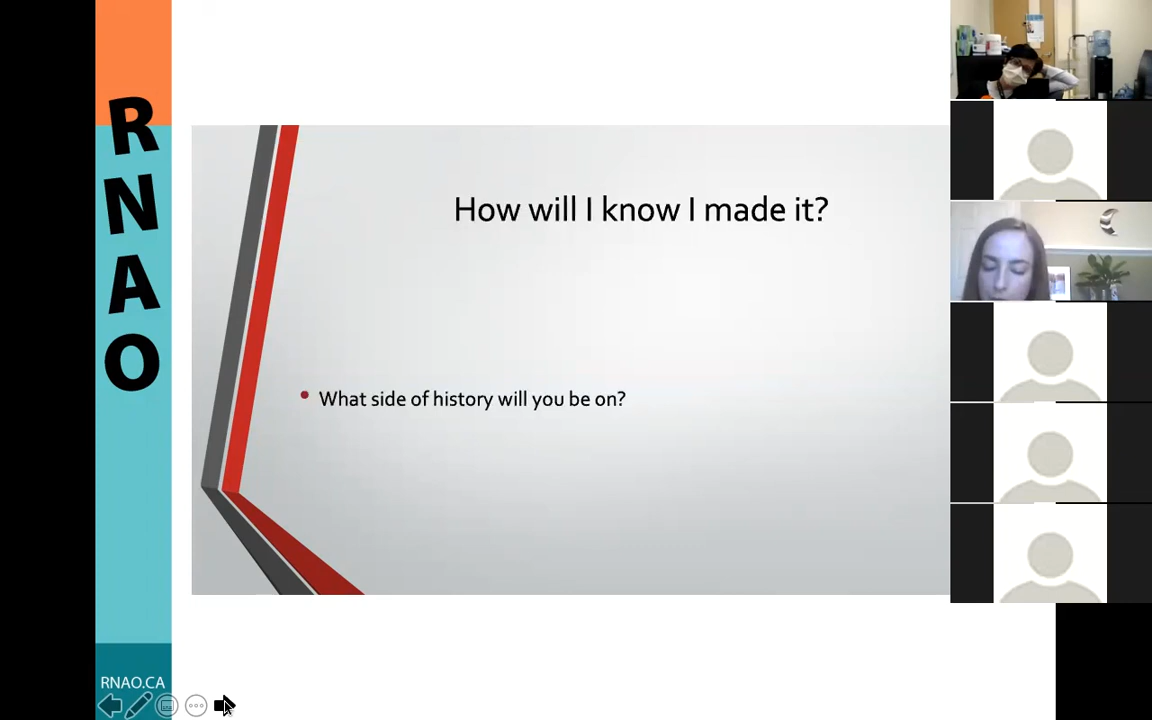 R
N
A
O
How will I know I made it?
What side of history will you be on?
RNAO.CA